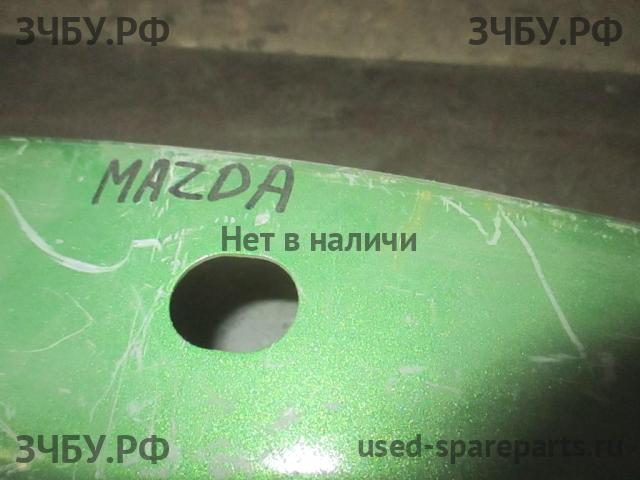 ЗЧБУ.РФ ЗЧБУ.РФ
MAZDA
Нет в наличи
ЗЧБУ.РФ used-spareparts.ru